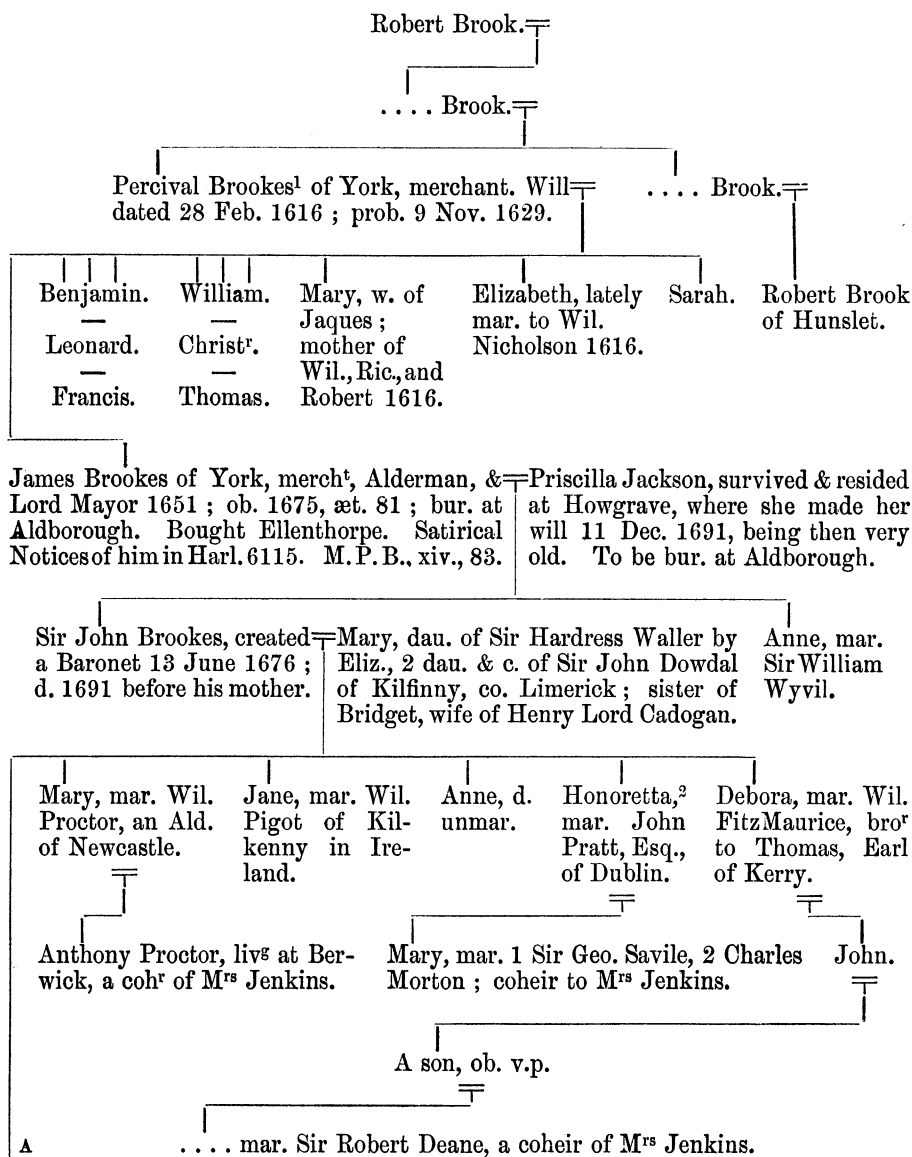 Robert Brook.
. . . . Brook.
Percival Brookes¹ of York, merchant. Will
dated 28 Feb. 1616 ; prob. 9 Nov. 1629.
. . . . Brook.
Benjamin.
—
Leonard.
—
Francis.
William.
—
Christʳ.
—
Thomas.
Mary, w. of
Jaques ;
mother of
Wil., Ric., and
Robert 1616.
Elizabeth, lately
mar. to Wil.
Nicholson 1616.
Sarah.
Robert Brook
of Hunslet.
James Brookes of York, mercht, Alderman, &
Lord Mayor 1651 ; ob. 1675, æt. 81 ; bur. at
Aldborough. Bought Ellenthorpe. Satirical
Notices of him in Harl. 6115. M.P.B., xiv., 83.
Priscilla Jackson, survived & resided
at Howgrave, where she made her
will 11 Dec. 1691, being then very
old. To be bur. at Aldborough.
Sir John Brookes, created
a Baronet 13 June 1676 ;
d. 1691 before his mother.
Mary, dau. of Sir Hardress Waller by
Eliz., 2 dau. & c. of Sir John Dowdal
of Kilfinny, co. Limerick ; sister of
Bridget, wife of Henry Lord Cadogan.
Anne, mar.
Sir William
Wyvil.
Mary, mar. Wil.
Proctor, an Ald.
of Newcastle.
Jane, mar. Wil.
Pigot of Kil-
kenny in Ire-
land.
Anne, d.
unmar.
Honoretta,²
mar. John
Pratt, Esq.,
of Dublin.
Debora, mar. Wil.
FitzMaurice, broʳ
to Thomas, Earl
of Kerry.
Anthony Proctor, livᵍ at Ber-
wick, a cohʳ of Mʳˢ Jenkins.
Mary, mar. 1 Sir Geo. Savile, 2 Charles
Morton ; coheir to Mʳˢ Jenkins.
John.
A son, ob. v.p.
A
. . . . mar. Sir Robert Deane, a coheir of Mʳˢ Jenkins.